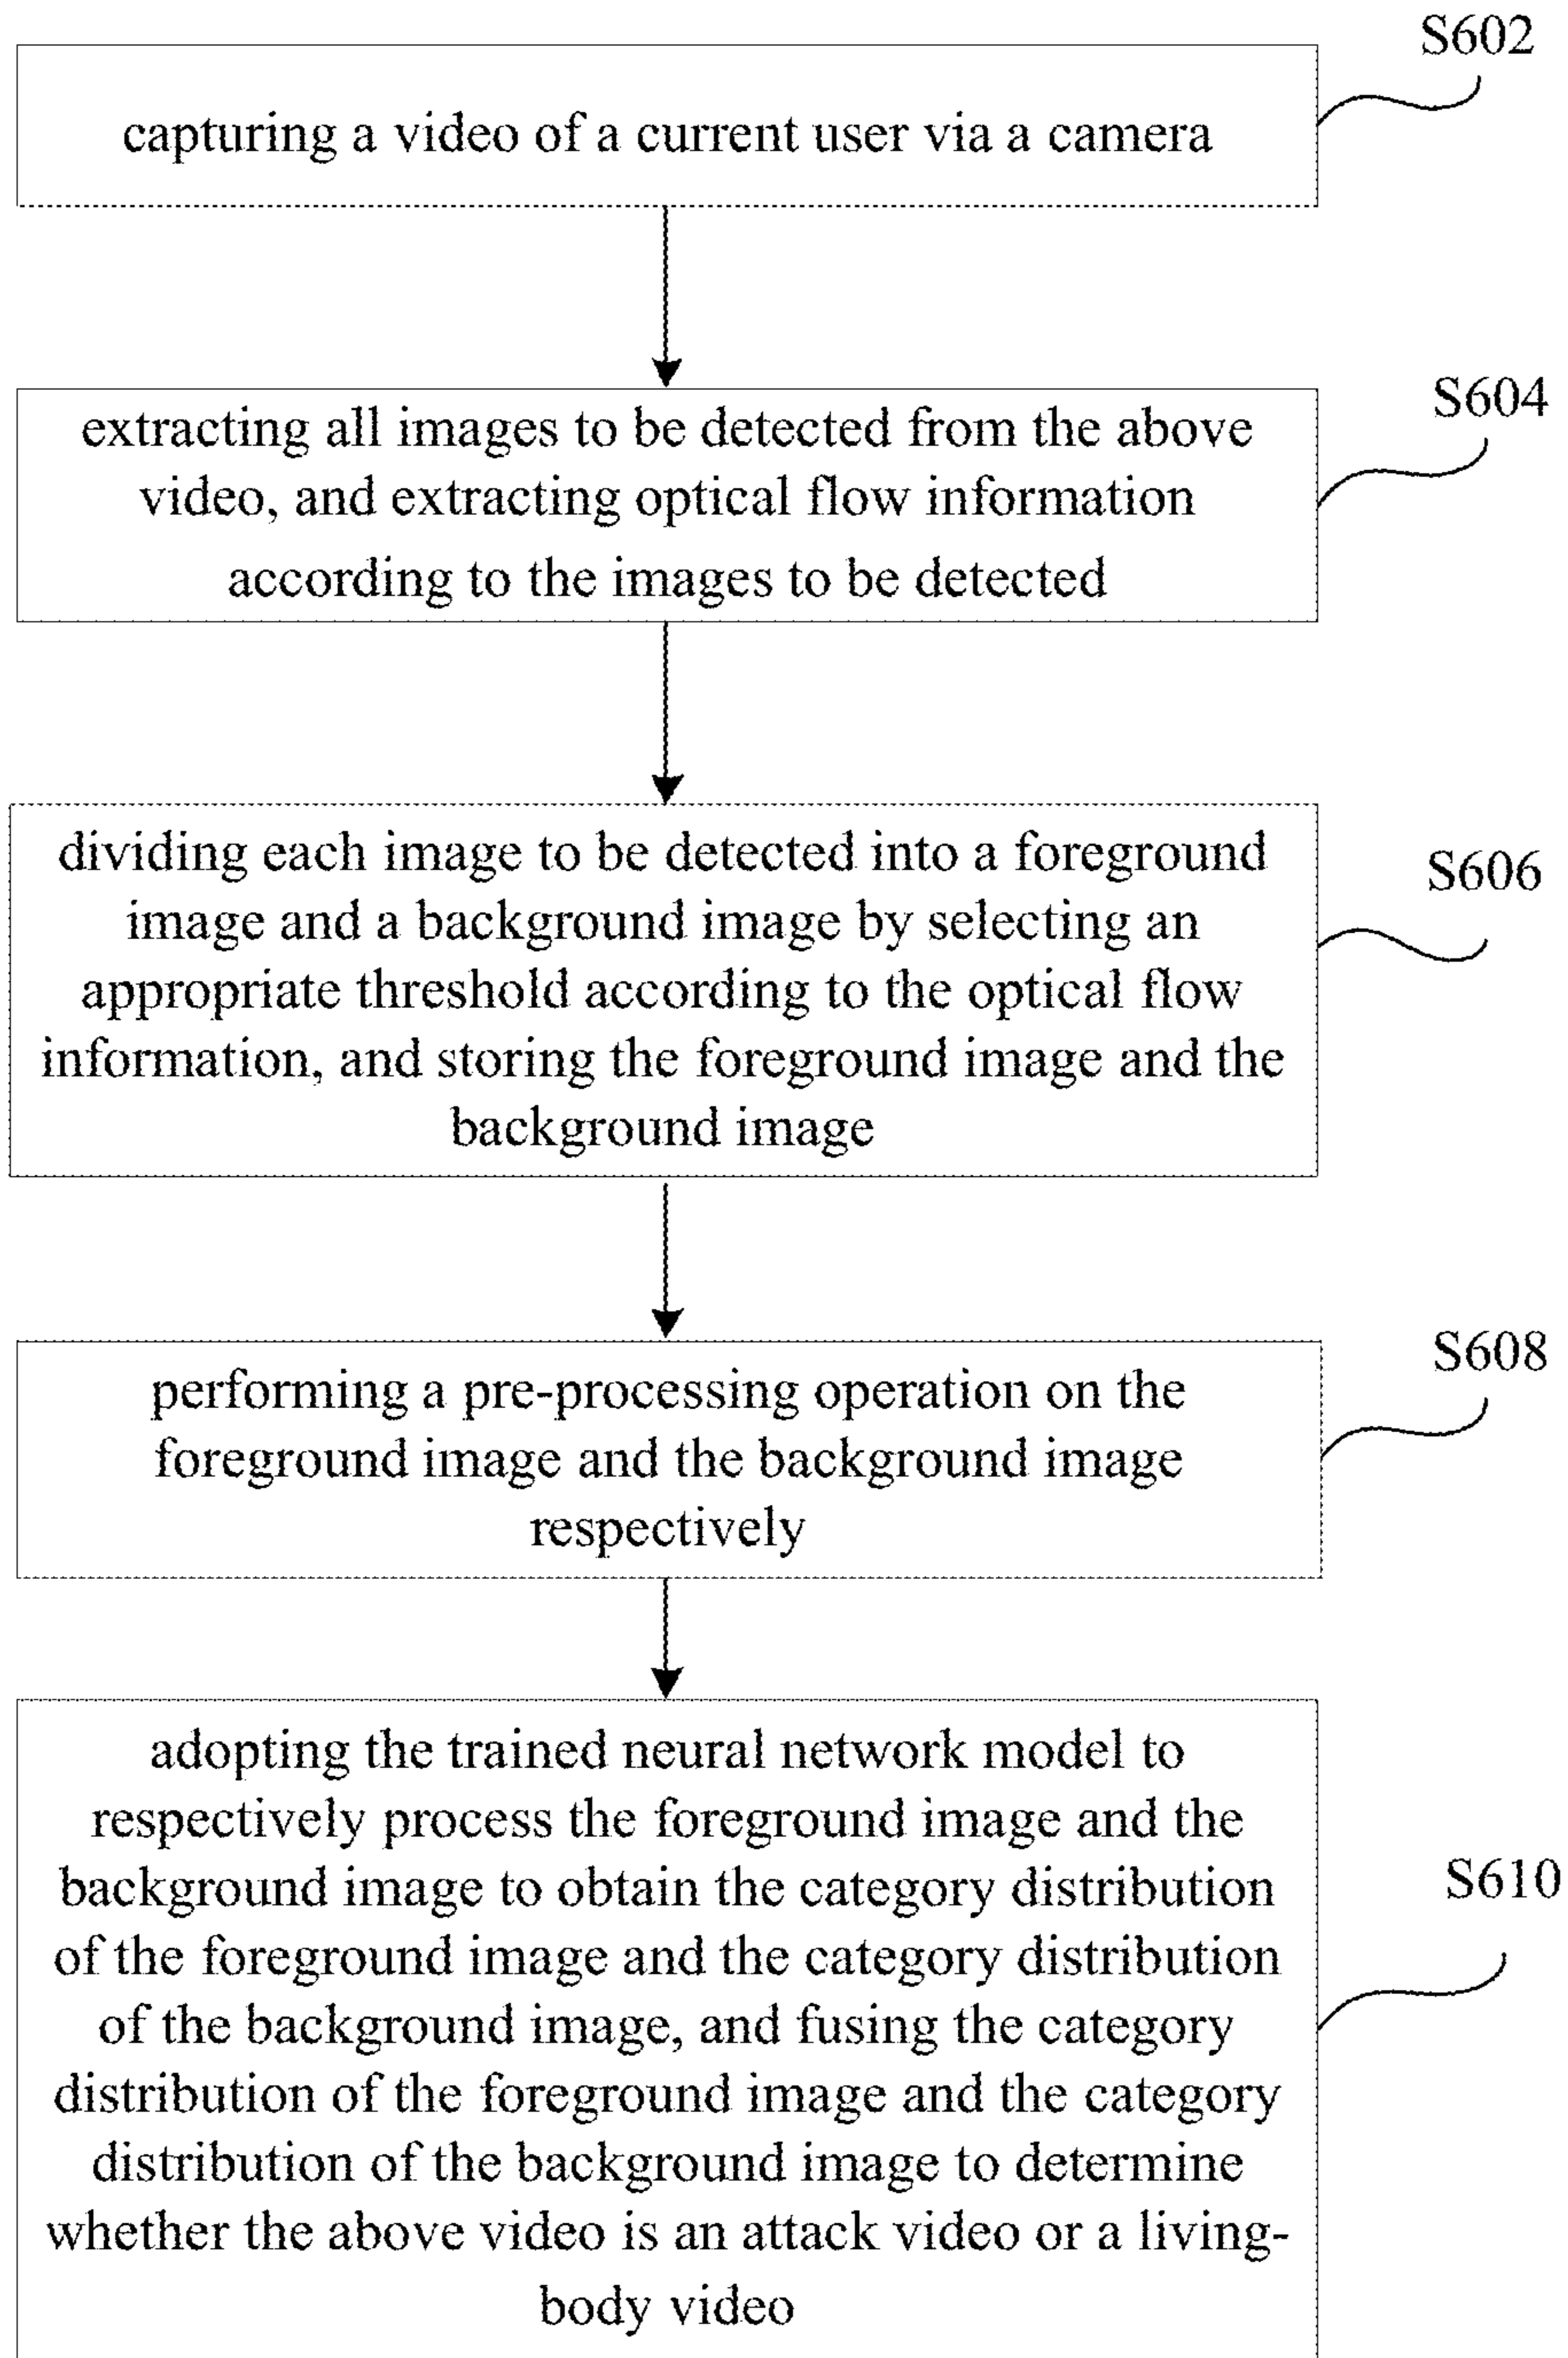 S602
capturing a video of a current user via a camera
S604
extracting all images to be detected from the above
video, and extracting optical flow information
according to the images to be detected
S606
dividing each image to be detected into a foreground
image and a background image by selecting an
appropriate threshold according to the optical flow
information, and storing the foreground image and the
background image
S608
performing a pre-processing operation on the
foreground image and the background image
respectively
S610
adopting the trained neural network model to
respectively process the foreground image and the
background image to obtain the category distribution
of the foreground image and the category distribution
of the background image, and fusing the category
distribution of the foreground image and the category
distribution of the background image to determine
whether the above video is an attack video or a living-
body video